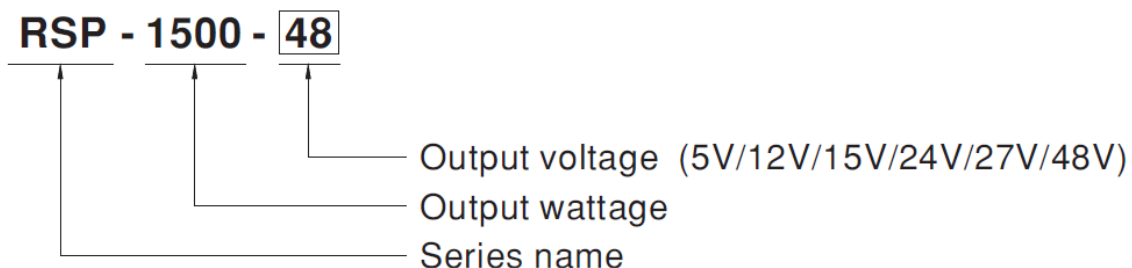 RSP - 1500 - 48
Output voltage (5V/12V/15V/24V/27V/48V)
Output wattage
Series name